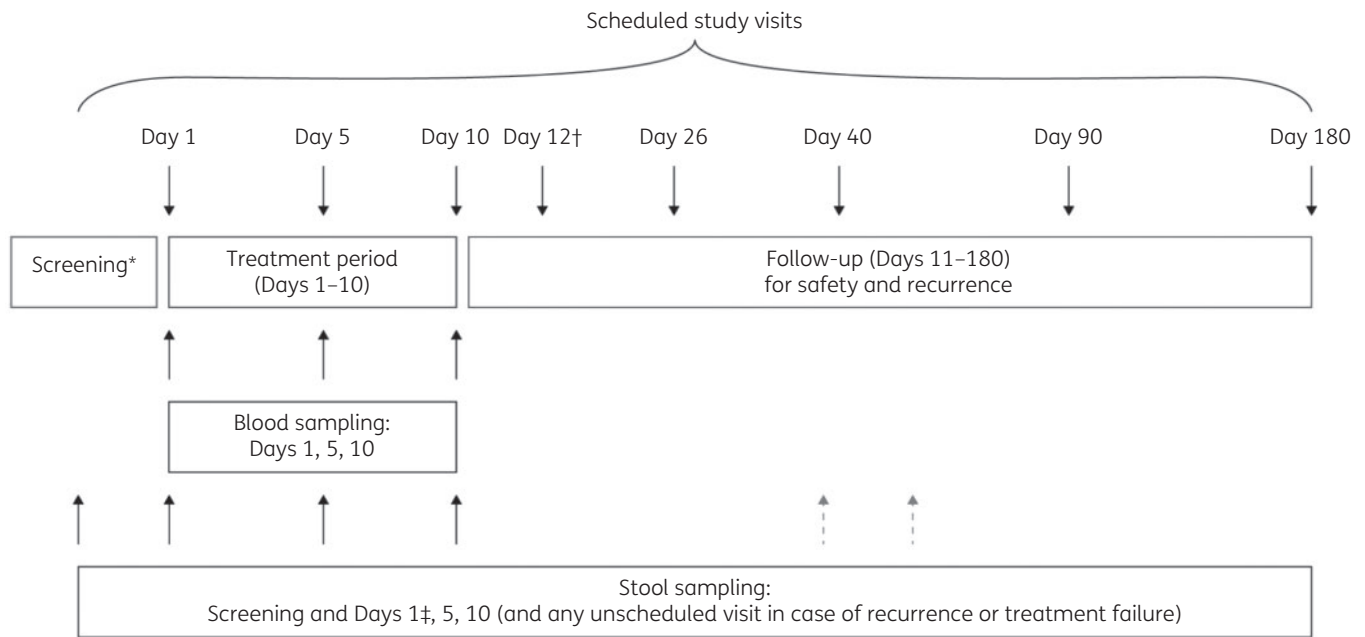 Scheduled study visits
Day 1 Day 5 Day 10 Day 12† Day 26 Day 40 Day 90 Day 180
Screening*
Treatment period
(Days 1–10)
Follow-up (Days 11–180)
for safety and recurrence
Blood sampling:
Days 1, 5, 10
Stool sampling:
Screening and Days 1‡, 5, 10 (and any unscheduled visit in case of recurrence or treatment failure)